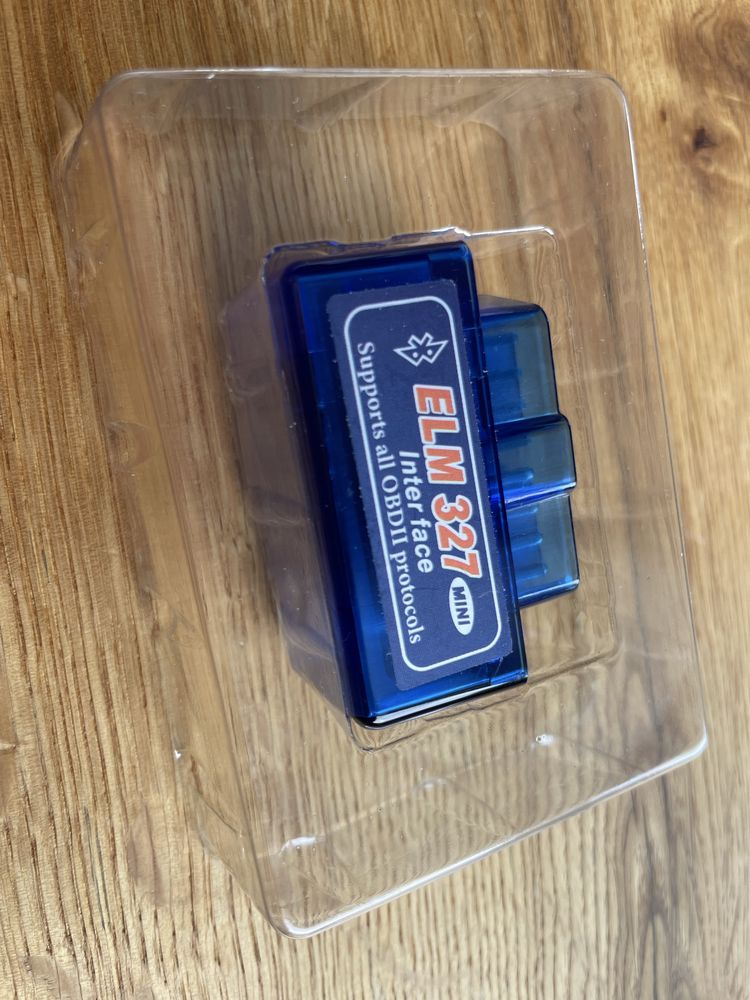 ELM 327 MINI
Inter face
Supports all OBDII protocols